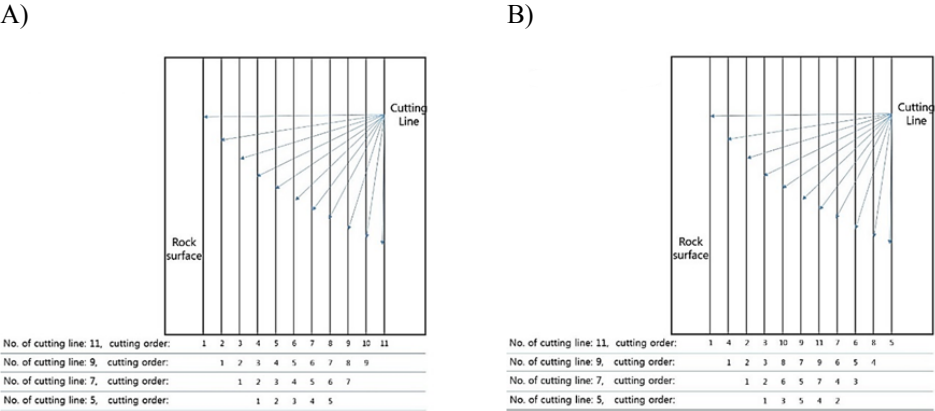 A)
Cutting
Line
Rock
surface
No. of cutting line: 11, cutting order: 1 2 3 4 5 6 7 8 9 10 11
No. of cutting line: 9, cutting order: 1 2 3 4 5 6 7 8 9
No. of cutting line: 7, cutting order: 1 2 3 4 5 6 7
No. of cutting line: 5, cutting order: 1 2 3 4 5
B)
Cutting
Line
Rock
surface
No. of cutting line: 11, cutting order: 1 4 2 3 10 9 11 7 6 8 5
No. of cutting line: 9, cutting order: 1 2 3 8 7 9 6 5 4
No. of cutting line: 7, cutting order: 1 2 6 5 7 4 3
No. of cutting line: 5, cutting order: 1 3 5 4 2